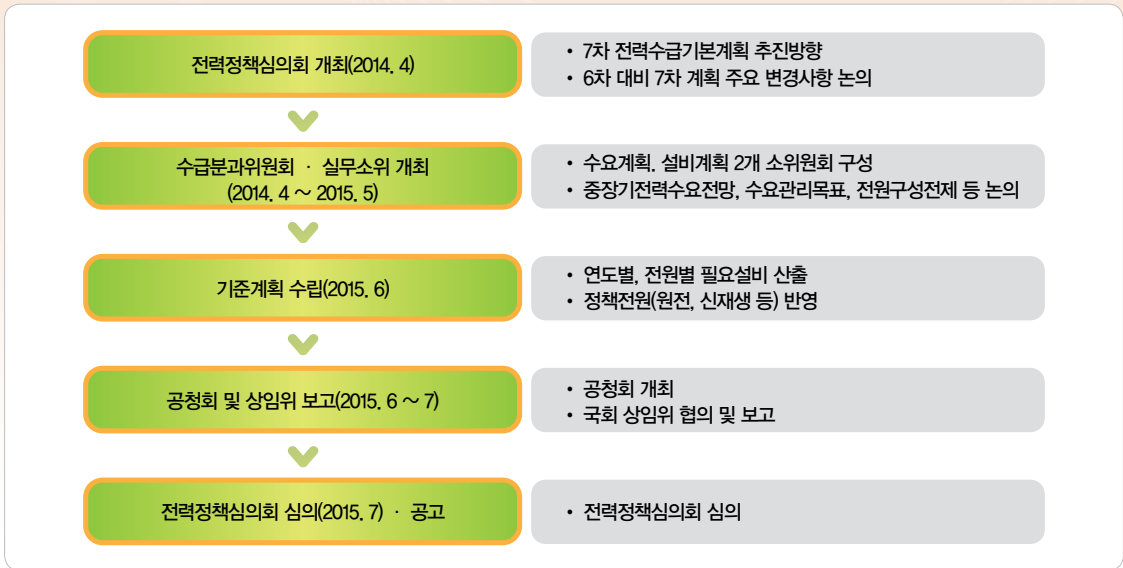 전력정책심의회 개최(2014. 4)
• 7차 전력수급기본계획 추진방향
• 6차 대비 7차 계획 주요 변경사항 논의
수급분과위원회 · 실무소위 개최
(2014. 4 ~ 2015. 5)
• 수요계획. 설비계획 2개 소위원회 구성
• 중장기전력수요전망, 수요관리목표, 전원구성전제 등 논의
기준계획 수립(2015. 6)
• 연도별, 전원별 필요설비 산출
• 정책전원(원전, 신재생 등) 반영
공청회 및 상임위 보고(2015. 6 ~ 7)
• 공청회 개최
• 국회 상임위 협의 및 보고
전력정책심의회 심의(2015. 7) · 공고
• 전력정책심의회 심의